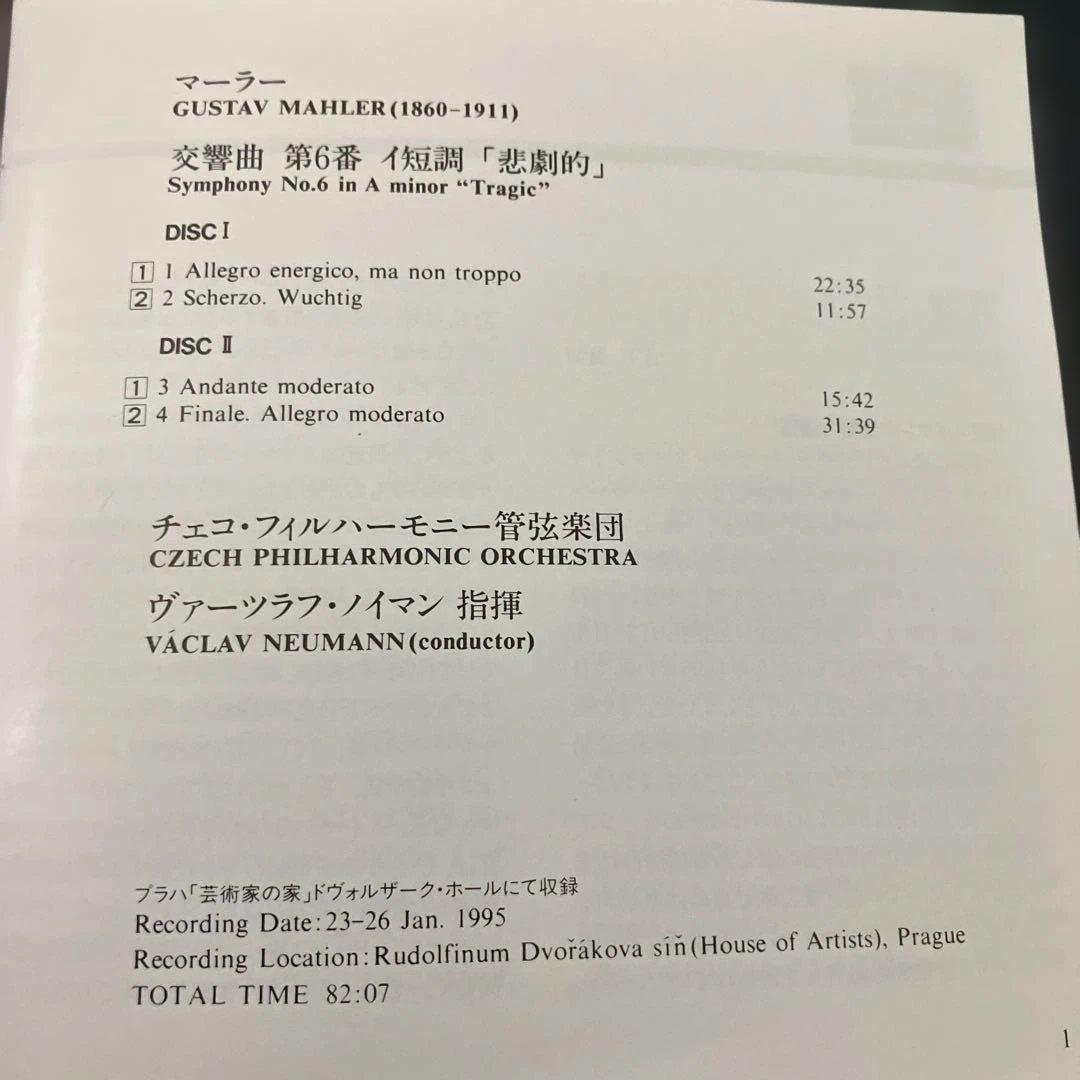 マーラー
GUSTAV MAHLER(1860-1911)
交響曲 第6番 イ短調「悲劇的」
Symphony No.6 in A minor “Tragic”
DISC Ⅰ
1 1 Allegro energico, ma non troppo 22:35
2 2 Scherzo. Wuchtig 11:57
DISC Ⅱ
1 3 Andante moderato 15:42
2 4 Finale. Allegro moderato 31:39
チェコ・フィルハーモニー管弦楽団
CZECH PHILHARMONIC ORCHESTRA
ヴァーツラフ・ノイマン 指揮
VÁCLAV NEUMANN(conductor)
プラハ「芸術家の家」ドヴォルザーク・ホールにて収録
Recording Date:23-26 Jan. 1995
Recording Location:Rudolfinum Dvořákova síň(House of Artists), Prague
TOTAL TIME 82:07
1